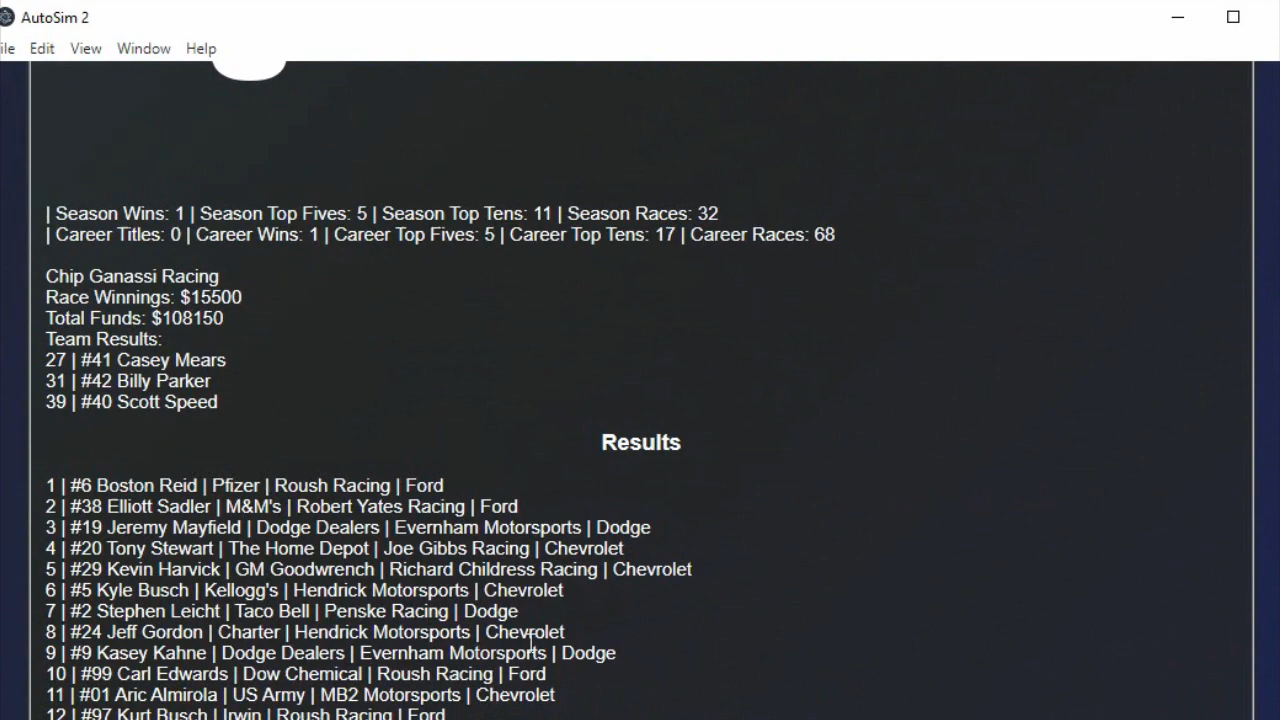 AutoSim 2
ile Edit View Window Help
| Season Wins: 1 | Season Top Fives: 5 | Season Top Tens: 11 | Season Races: 32
| Career Titles: 0 | Career Wins: 1 | Career Top Fives: 5 | Career Top Tens: 17 | Career Races: 68
Chip Ganassi Racing
Race Winnings: $15500
Total Funds: $108150
Team Results:
27 | #41 Casey Mears
31 | #42 Billy Parker
39 | #40 Scott Speed
Results
1 | #6 Boston Reid | Pfizer | Roush Racing | Ford
2 | #38 Elliott Sadler | M&M's | Robert Yates Racing | Ford
3 | #19 Jeremy Mayfield | Dodge Dealers | Evernham Motorsports | Dodge
4 | #20 Tony Stewart | The Home Depot | Joe Gibbs Racing | Chevrolet
5 | #29 Kevin Harvick | GM Goodwrench | Richard Childress Racing | Chevrolet
6 | #5 Kyle Busch | Kellogg's | Hendrick Motorsports | Chevrolet
7 | #2 Stephen Leicht | Taco Bell | Penske Racing | Dodge
8 | #24 Jeff Gordon | Charter | Hendrick Motorsports | Chevrolet
9 | #9 Kasey Kahne | Dodge Dealers | Evernham Motorsports | Dodge
10 | #99 Carl Edwards | Dow Chemical | Roush Racing | Ford
11 | #01 Aric Almirola | US Army | MB2 Motorsports | Chevrolet
12 | #97 Kurt Busch | Irwin | Roush Racing | Ford